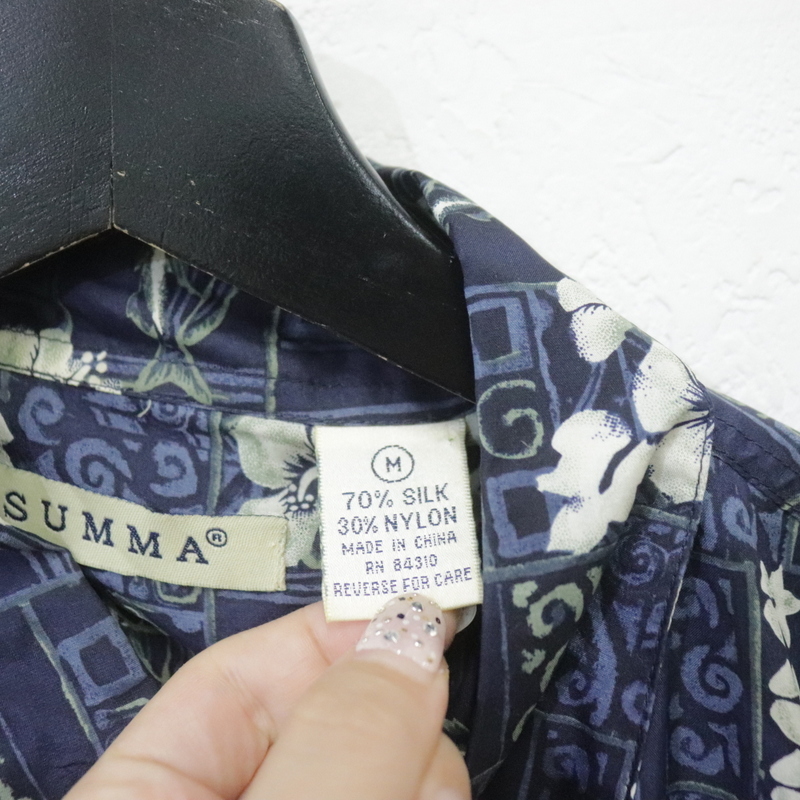 SUMMA®
M
70% SILK
30% NYLON
MADE IN CHINA
RN 84310
REVERSE FOR CARE